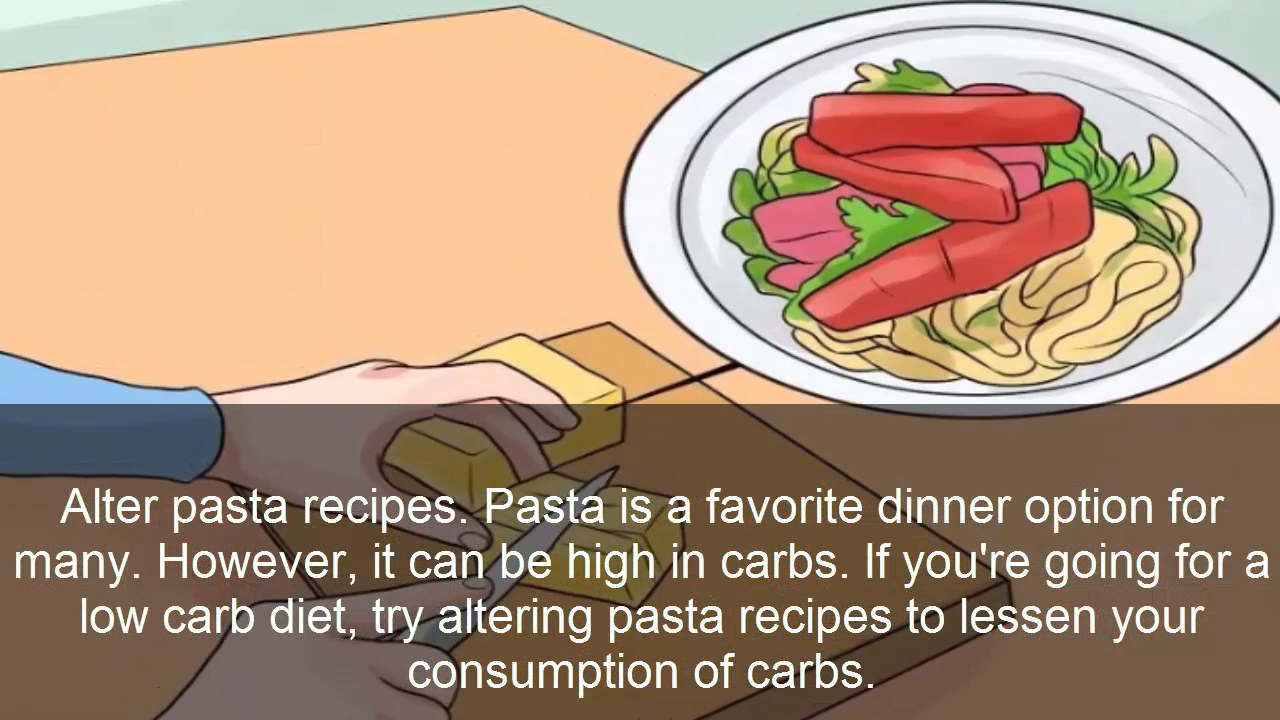 Alter pasta recipes. Pasta is a favorite dinner option for
many. However, it can be high in carbs. If you're going for a
low carb diet, try altering pasta recipes to lessen your
consumption of carbs.